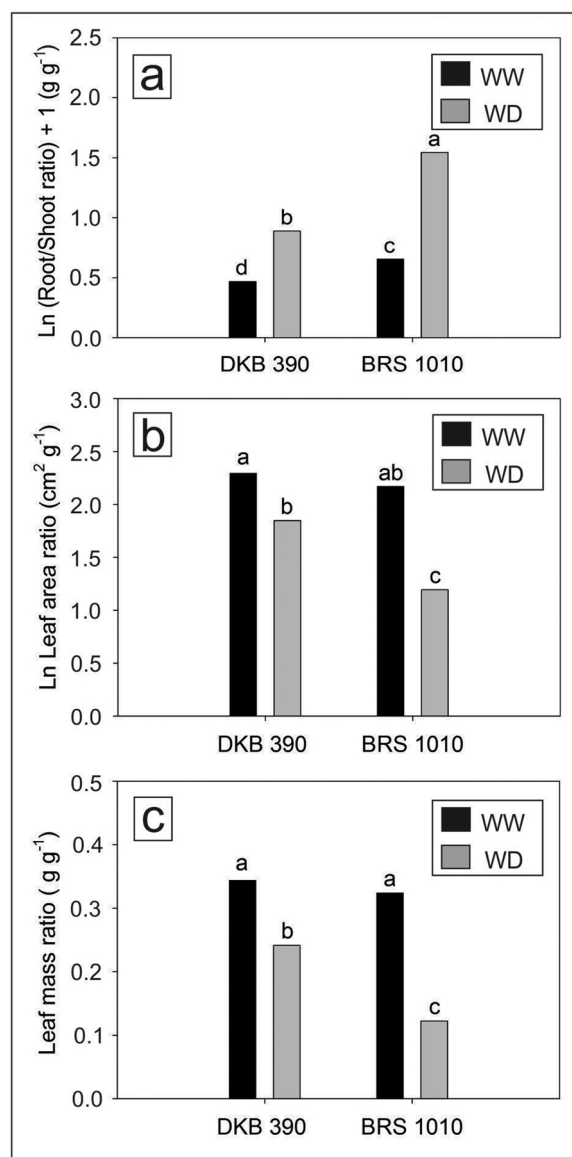 a
WW
WD
Ln (Root/Shoot ratio) + 1 (g g⁻¹)
2.5
2.0
1.5
1.0
0.5
0.0
d
b
c
a
DKB 390
BRS 1010
b
WW
WD
Ln Leaf area ratio (cm² g⁻¹)
3.0
2.5
2.0
1.5
1.0
0.5
0.0
a
b
ab
c
DKB 390
BRS 1010
c
WW
WD
Leaf mass ratio ( g g⁻¹)
0.5
0.4
0.3
0.2
0.1
0.0
a
b
a
c
DKB 390
BRS 1010